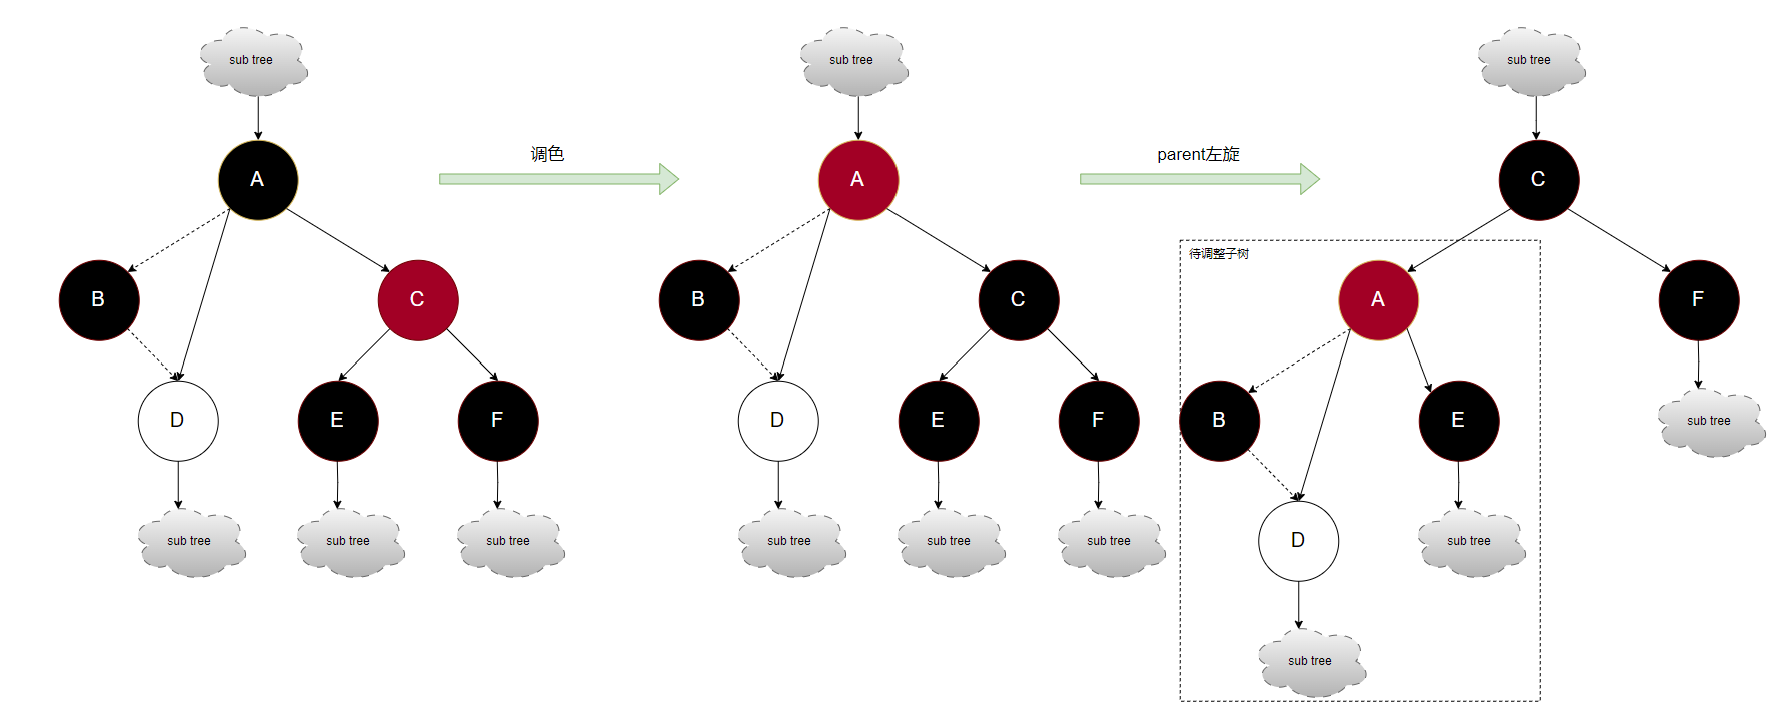 sub tree
sub tree
sub tree
调色
parent左旋
A
A
C
待调整子树
B
C
B
C
A
F
D
E
F
D
E
F
B
E
sub tree
sub tree
sub tree
sub tree
sub tree
sub tree
sub tree
D
sub tree
sub tree